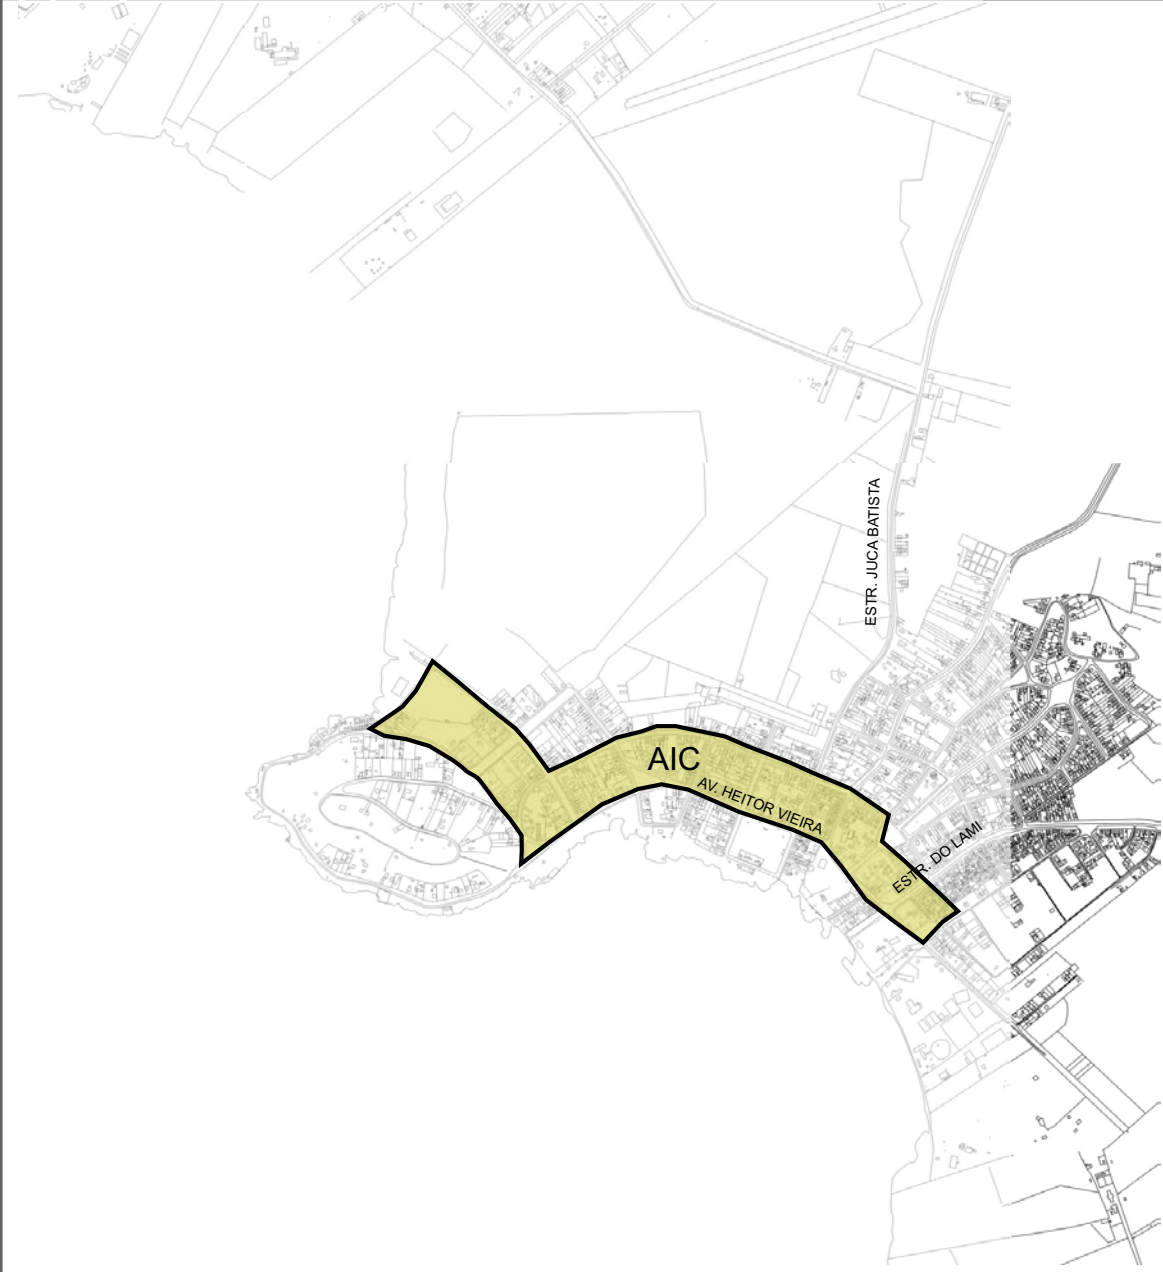 ESTR. JUCA BATISTA
AIC
AV. HEITOR VIEIRA
ESTR. DO LAMI